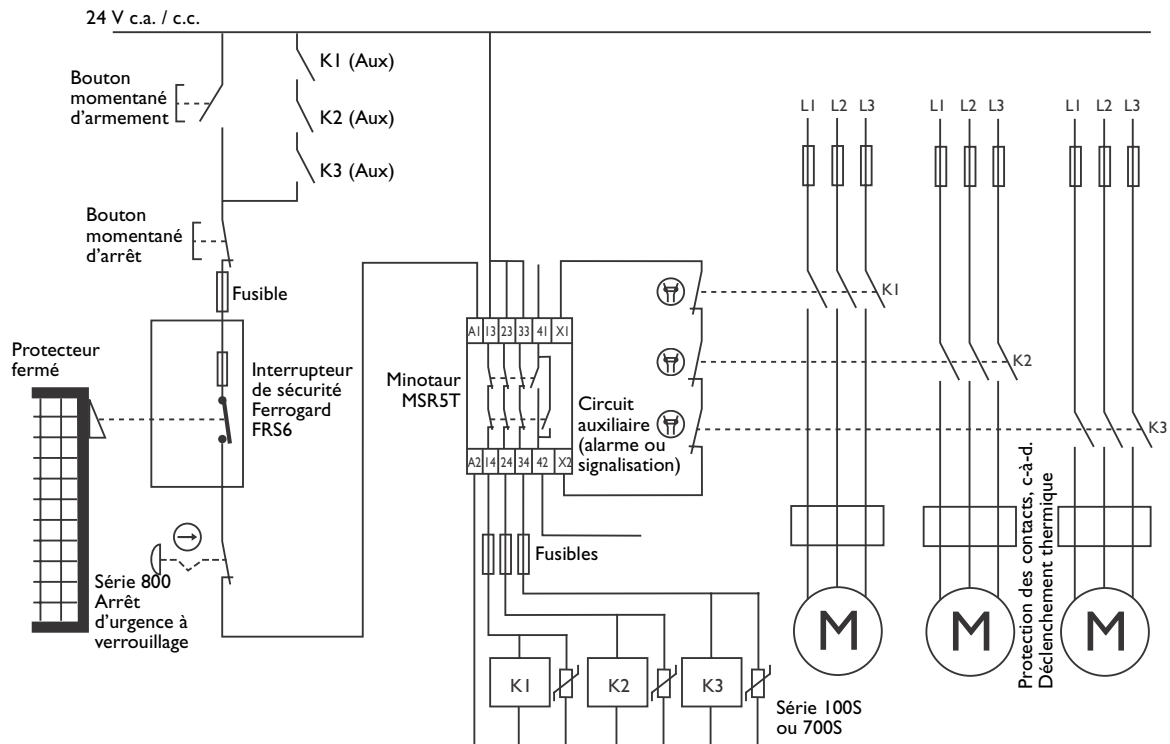 24 V c.a. / c.c.
Bouton
momentané
d'armement
K1 (Aux)
K2 (Aux)
K3 (Aux)
Bouton
momentané
d'arrêt
Fusible
Protecteur
fermé
Interrupteur
de sécurité
Ferrogard
FRS6
Série 800
Arrêt
d'urgence à
verrouillage
Minotaur
MSR5T
A1 13 23 33 41 X1
A2 14 24 34 42 X2
Circuit
auxiliaire
(alarme ou
signalisation)
Fusibles
K1
K2
K3
Série 100S
ou 700S
L1 L2 L3
L1 L2 L3
L1 L2 L3
K1
K2
K3
M
M
M
Protection des contacts, c-à-d.
Déclenchement thermique